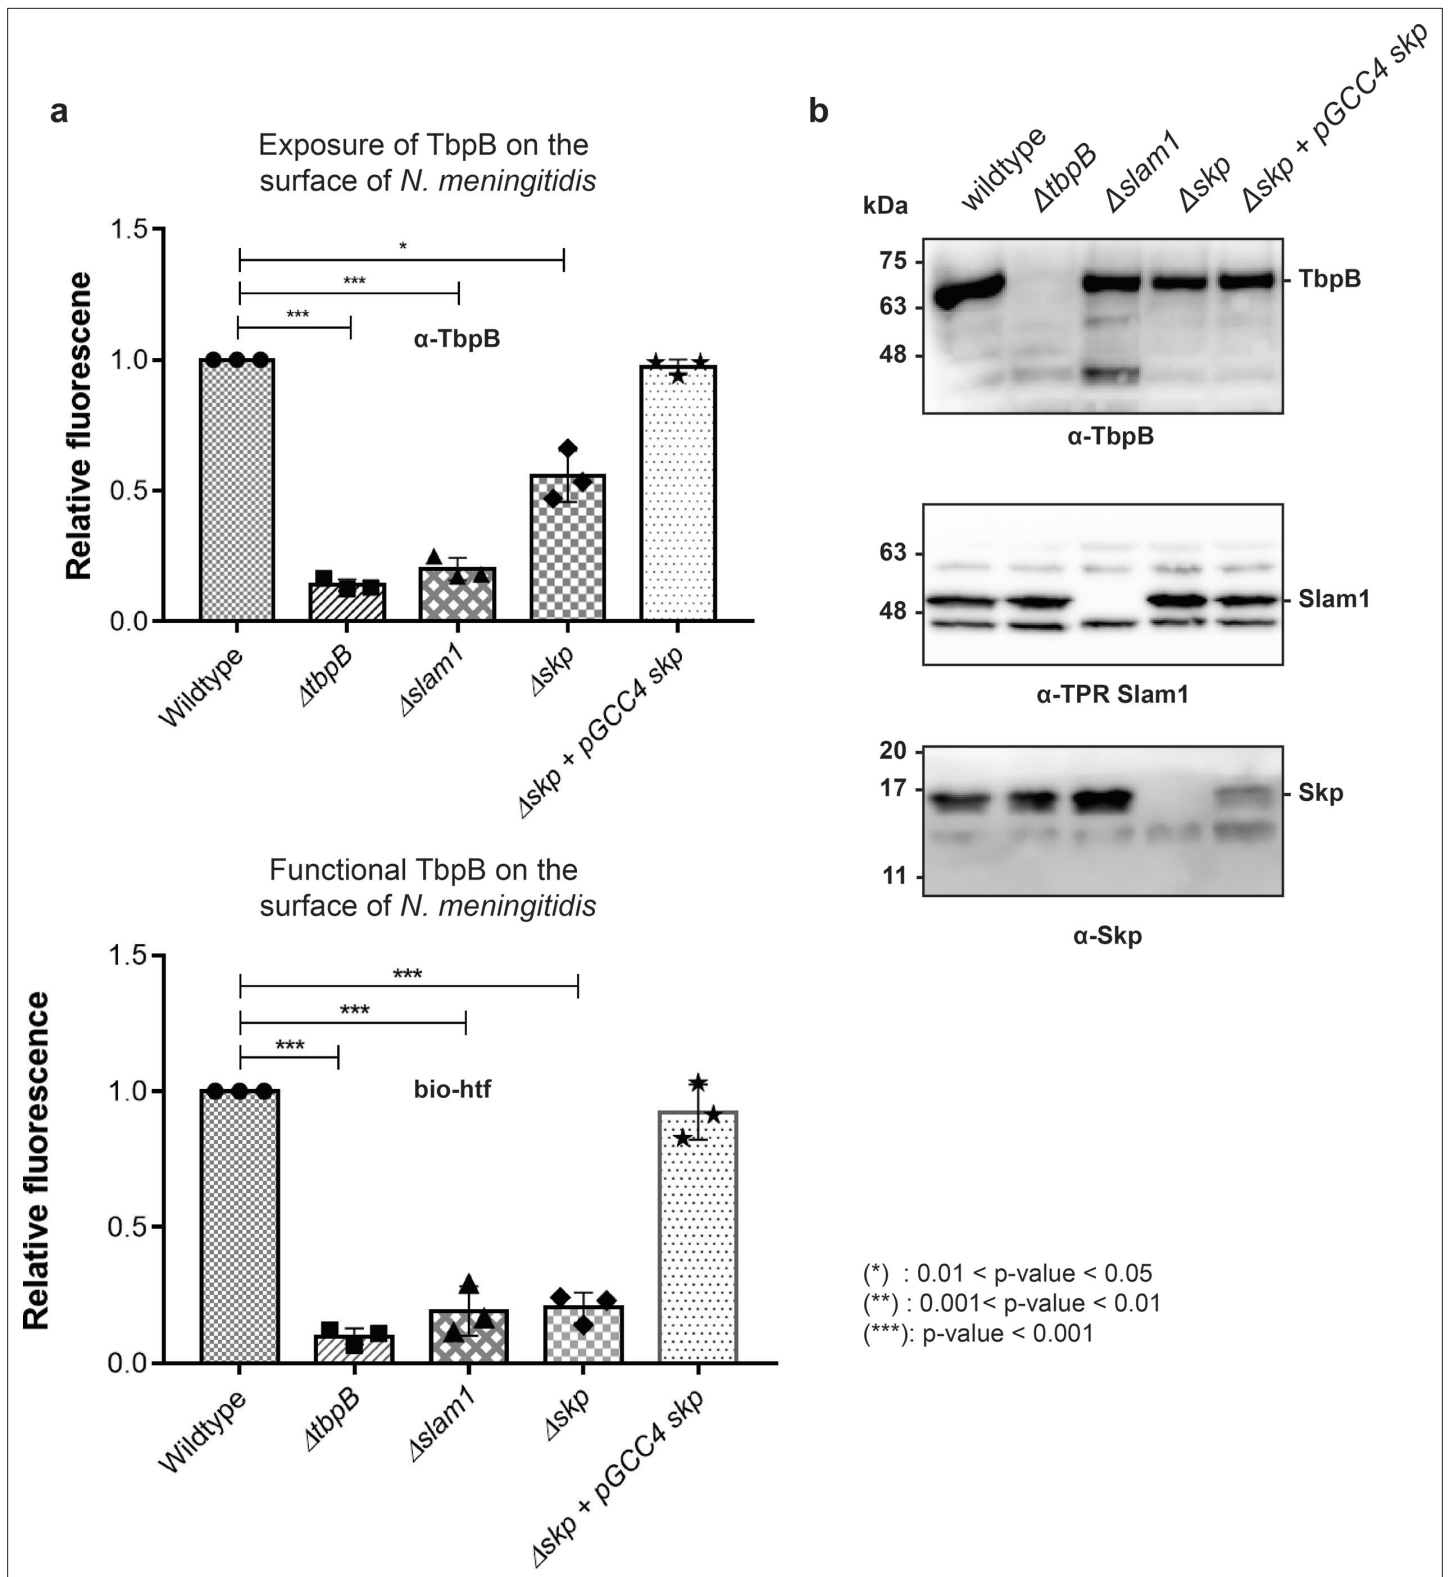 a
Exposure of TbpB on the
surface of N. meningitidis
Relative fluorescene
1.5
1.0
0.5
0.0
*
***
***
α-TbpB
Wildtype
ΔtbpB
Δslam1
Δskp
Δskp + pGCC4 skp
Functional TbpB on the
surface of N. meningitidis
Relative fluorescence
1.5
1.0
0.5
0.0
***
***
***
bio-htf
Wildtype
ΔtbpB
Δslam1
Δskp
Δskp + pGCC4 skp
b
kDa
wildtype
ΔtbpB
Δslam1
Δskp
Δskp + pGCC4 skp
75
63
48
TbpB
α-TbpB
63
48
Slam1
α-TPR Slam1
20
17
11
Skp
α-Skp
(*) : 0.01 < p-value < 0.05
(**) : 0.001< p-value < 0.01
(***): p-value < 0.001